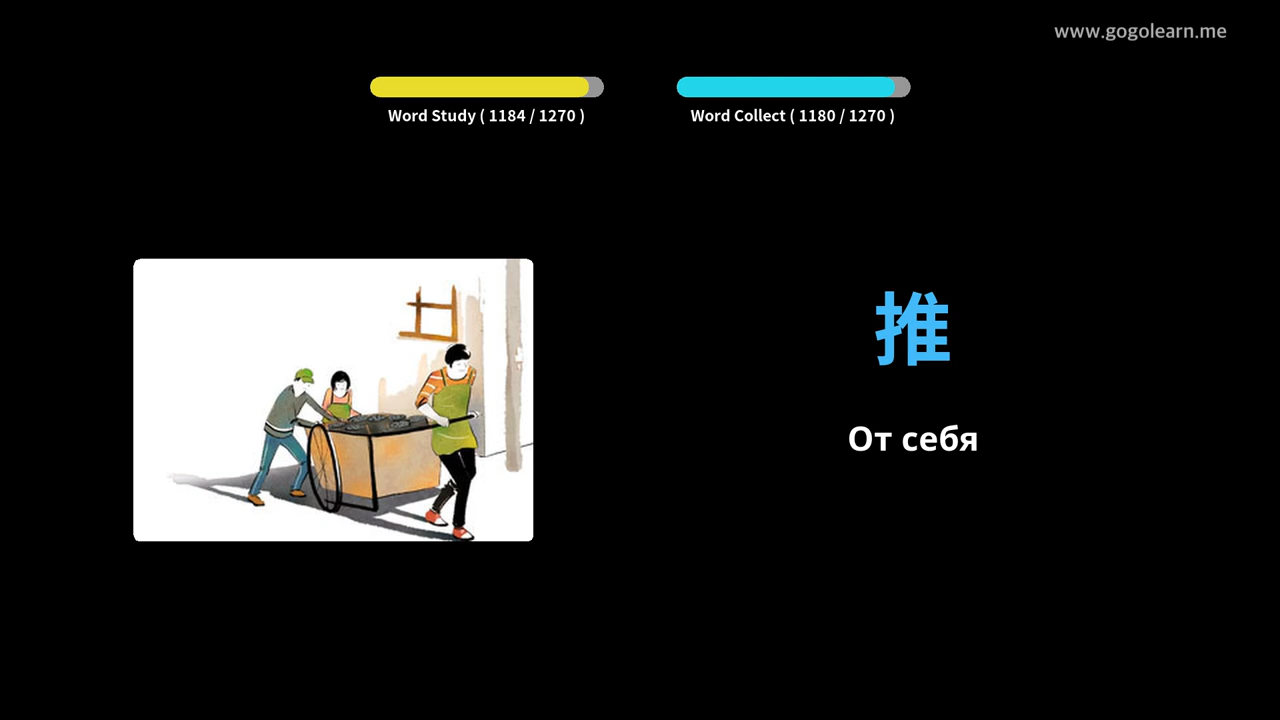 www.gogolearn.me
Word Study ( 1184 / 1270 )
Word Collect ( 1180 / 1270 )
推
От себя